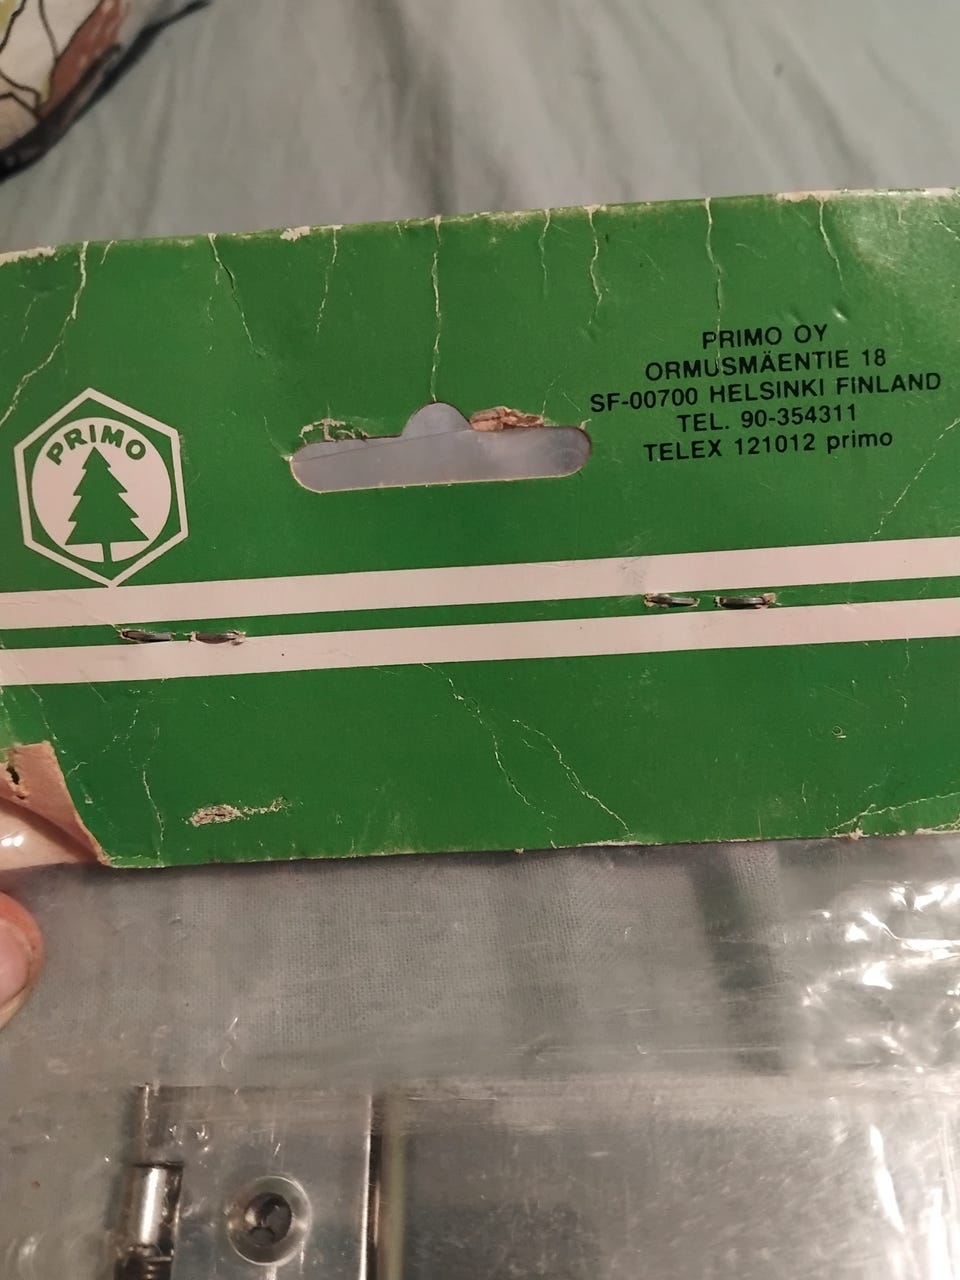 PRIMO
PRIMO OY
ORMUSMÄENTIE 18
SF-00700 HELSINKI FINLAND
TEL. 90-354311
TELEX 121012 primo